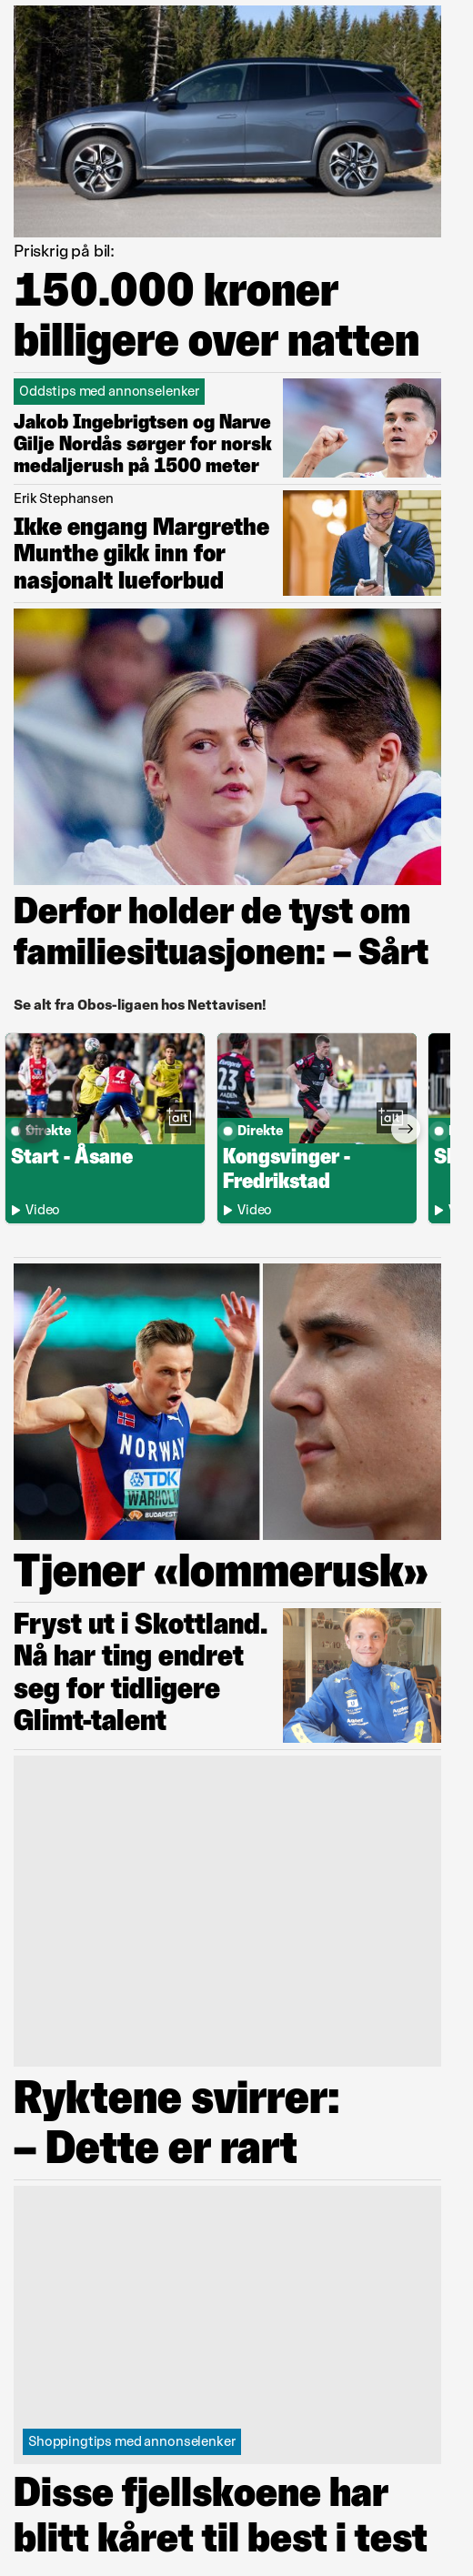 Priskrig på bil:
150.000 kroner
billigere over natten
Oddstips med annonselenker
Jakob Ingebrigtsen og Narve
Gilje Nordås sørger for norsk
medaljerush på 1500 meter
Erik Stephansen
Ikke engang Margrethe
Munthe gikk inn for
nasjonalt lueforbud
Derfor holder de tyst om
familiesituasjonen: – Sårt
Se alt fra Obos-ligaen hos Nettavisen!
4
+alt
Direkte
Start - Åsane
Video
23
+alt
Direkte
Kongsvinger -
Fredrikstad
Video
NORWAY
TDK
WARHOLM
BUDAPEST
Tjener «lommerusk»
Fryst ut i Skottland.
Nå har ting endret
seg for tidligere
Glimt-talent
Ryktene svirrer:
– Dette er rart
Shoppingtips med annonselenker
Disse fjellskoene har
blitt kåret til best i test